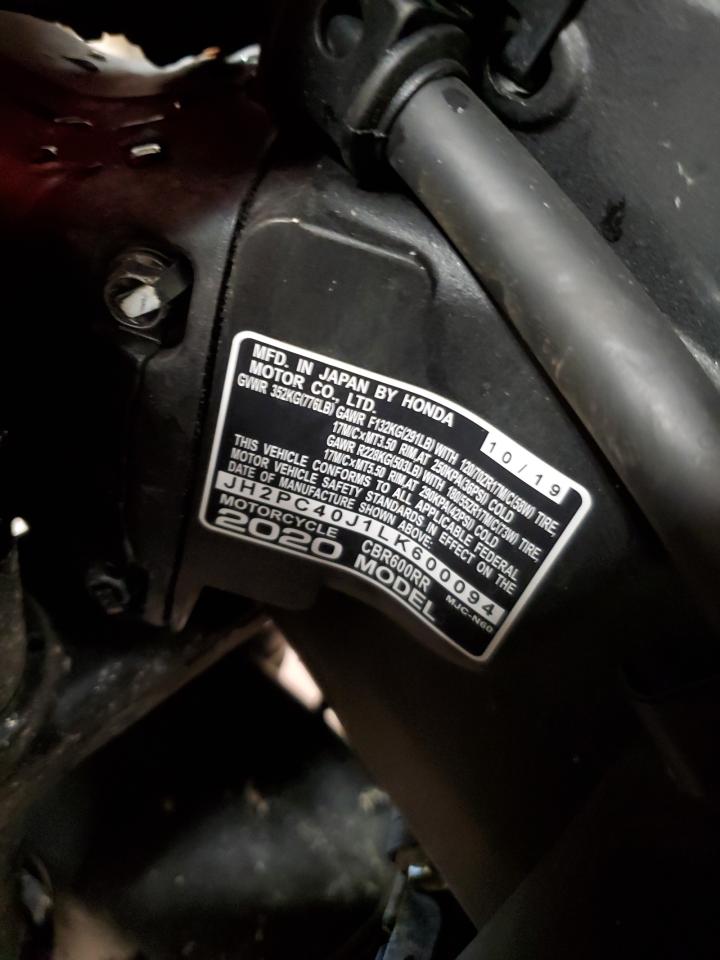 MFD. IN JAPAN BY HONDA
MOTOR CO., LTD.
10/19
GVWR 352KG(776LB) GAWR F132KG(291LB) WITH 120/70ZR17M/C(58W) TIRE,
17M/C×MT3.50 RIM,AT 250KPA(36PSI) COLD
GAWR R228KG(503LB) WITH 180/55ZR17M/C(73W) TIRE,
17M/C×MT5.50 RIM,AT 290KPA(42PSI) COLD
THIS VEHICLE CONFORMS TO ALL APPLICABLE FEDERAL
MOTOR VEHICLE SAFETY STANDARDS IN EFFECT ON THE
DATE OF MANUFACTURE SHOWN ABOVE:
JH2PC40J1LK600094
MOTORCYCLE CBR600RR MJC-N60
2020 MODEL